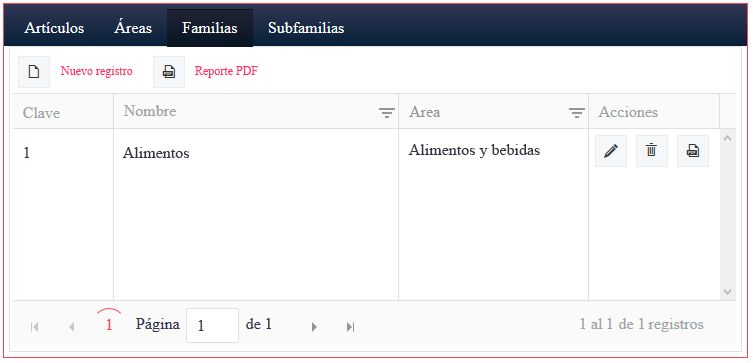 Artículos Áreas Familias Subfamilias
Nuevo registro Reporte PDF
Clave Nombre Area Acciones
1 Alimentos Alimentos y bebidas
1 Página 1 de 1 1 al 1 de 1 registros